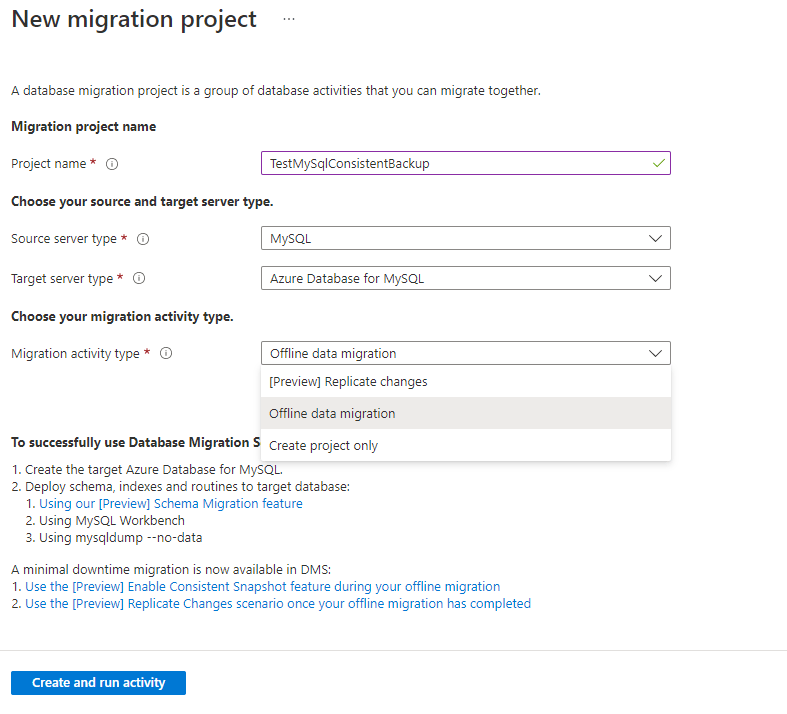 New migration project ...
A database migration project is a group of database activities that you can migrate together.
Migration project name
Project name *
TestMySqlConsistentBackup
Choose your source and target server type.
Source server type *
MySQL
Target server type *
Azure Database for MySQL
Choose your migration activity type.
Migration activity type *
Offline data migration
[Preview] Replicate changes
Offline data migration
Create project only
To successfully use Database Migration S
1. Create the target Azure Database for MySQL.
2. Deploy schema, indexes and routines to target database:
1. Using our [Preview] Schema Migration feature
2. Using MySQL Workbench
3. Using mysqldump --no-data
A minimal downtime migration is now available in DMS:
1. Use the [Preview] Enable Consistent Snapshot feature during your offline migration
2. Use the [Preview] Replicate Changes scenario once your offline migration has completed
Create and run activity